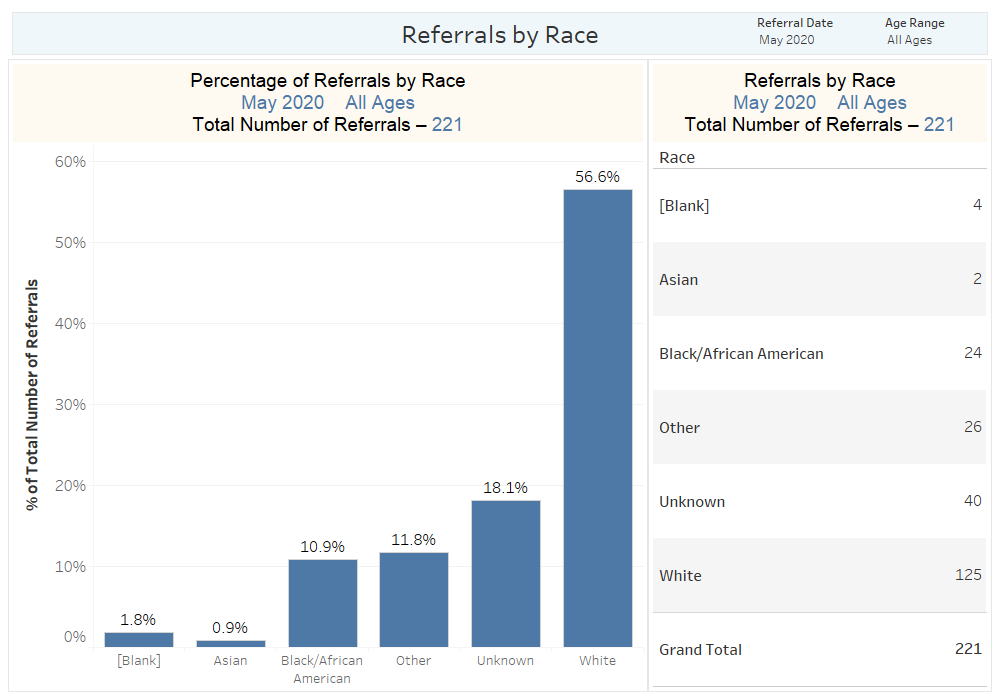 Referrals by Race
Referral Date
May 2020
Age Range
All Ages
Percentage of Referrals by Race
May 2020 All Ages
Total Number of Referrals – 221
% of Total Number of Referrals
60%
50%
40%
30%
20%
10%
0%
1.8%
0.9%
10.9%
11.8%
18.1%
56.6%
[Blank]
Asian
Black/African
American
Other
Unknown
White
Referrals by Race
May 2020 All Ages
Total Number of Referrals – 221
Race
[Blank] 4
Asian 2
Black/African American 24
Other 26
Unknown 40
White 125
Grand Total 221